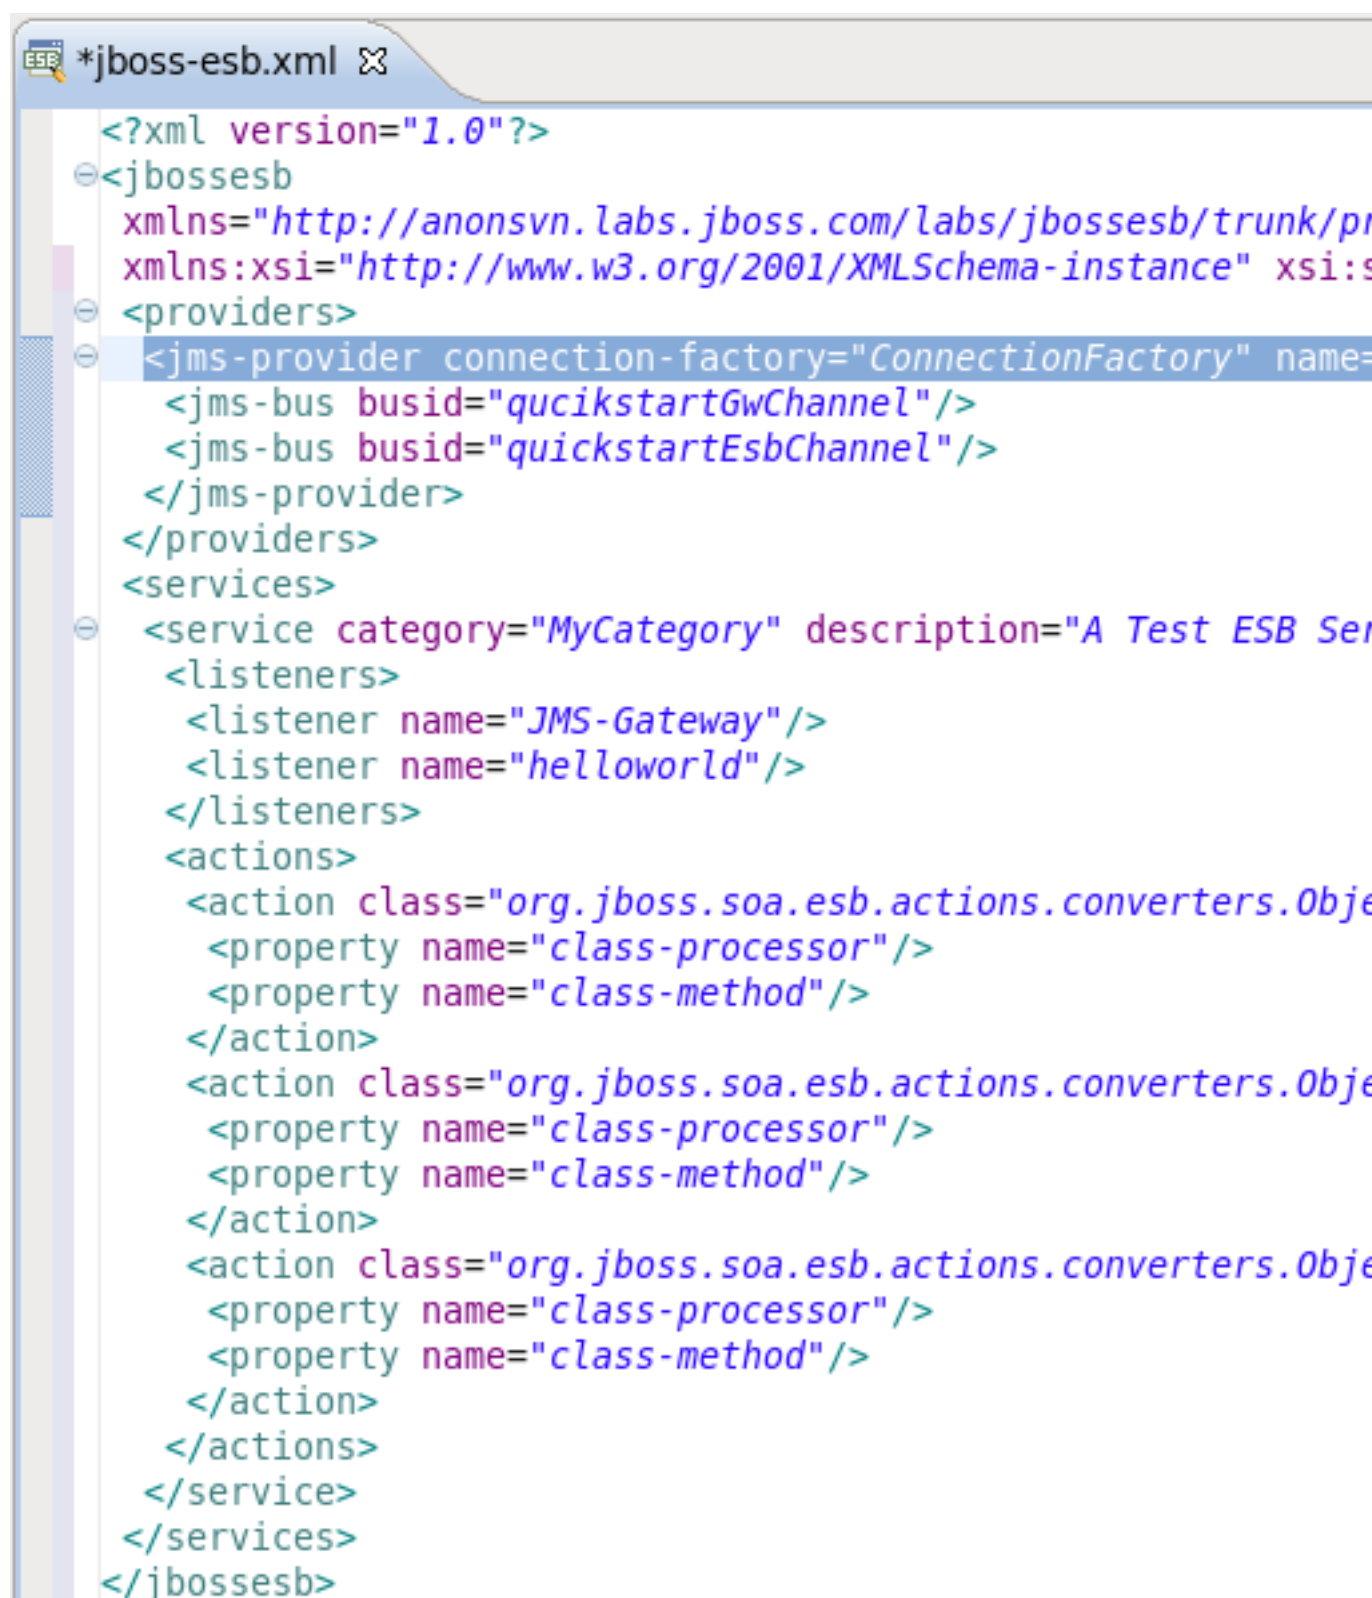 ESB *jboss-esb.xml
<?xml version="1.0"?>
<jbossesb
xmlns="http://anonsvn.labs.jboss.com/labs/jbossesb/trunk/pr
xmlns:xsi="http://www.w3.org/2001/XMLSchema-instance" xsi:s
<providers>
<jms-provider connection-factory="ConnectionFactory" name=
<jms-bus busid="qucikstartGwChannel"/>
<jms-bus busid="quickstartEsbChannel"/>
</jms-provider>
</providers>
<services>
<service category="MyCategory" description="A Test ESB Ser
<listeners>
<listener name="JMS-Gateway"/>
<listener name="helloworld"/>
</listeners>
<actions>
<action class="org.jboss.soa.esb.actions.converters.Obje
<property name="class-processor"/>
<property name="class-method"/>
</action>
<action class="org.jboss.soa.esb.actions.converters.Obje
<property name="class-processor"/>
<property name="class-method"/>
</action>
<action class="org.jboss.soa.esb.actions.converters.Obje
<property name="class-processor"/>
<property name="class-method"/>
</action>
</actions>
</service>
</services>
</jbossesb>